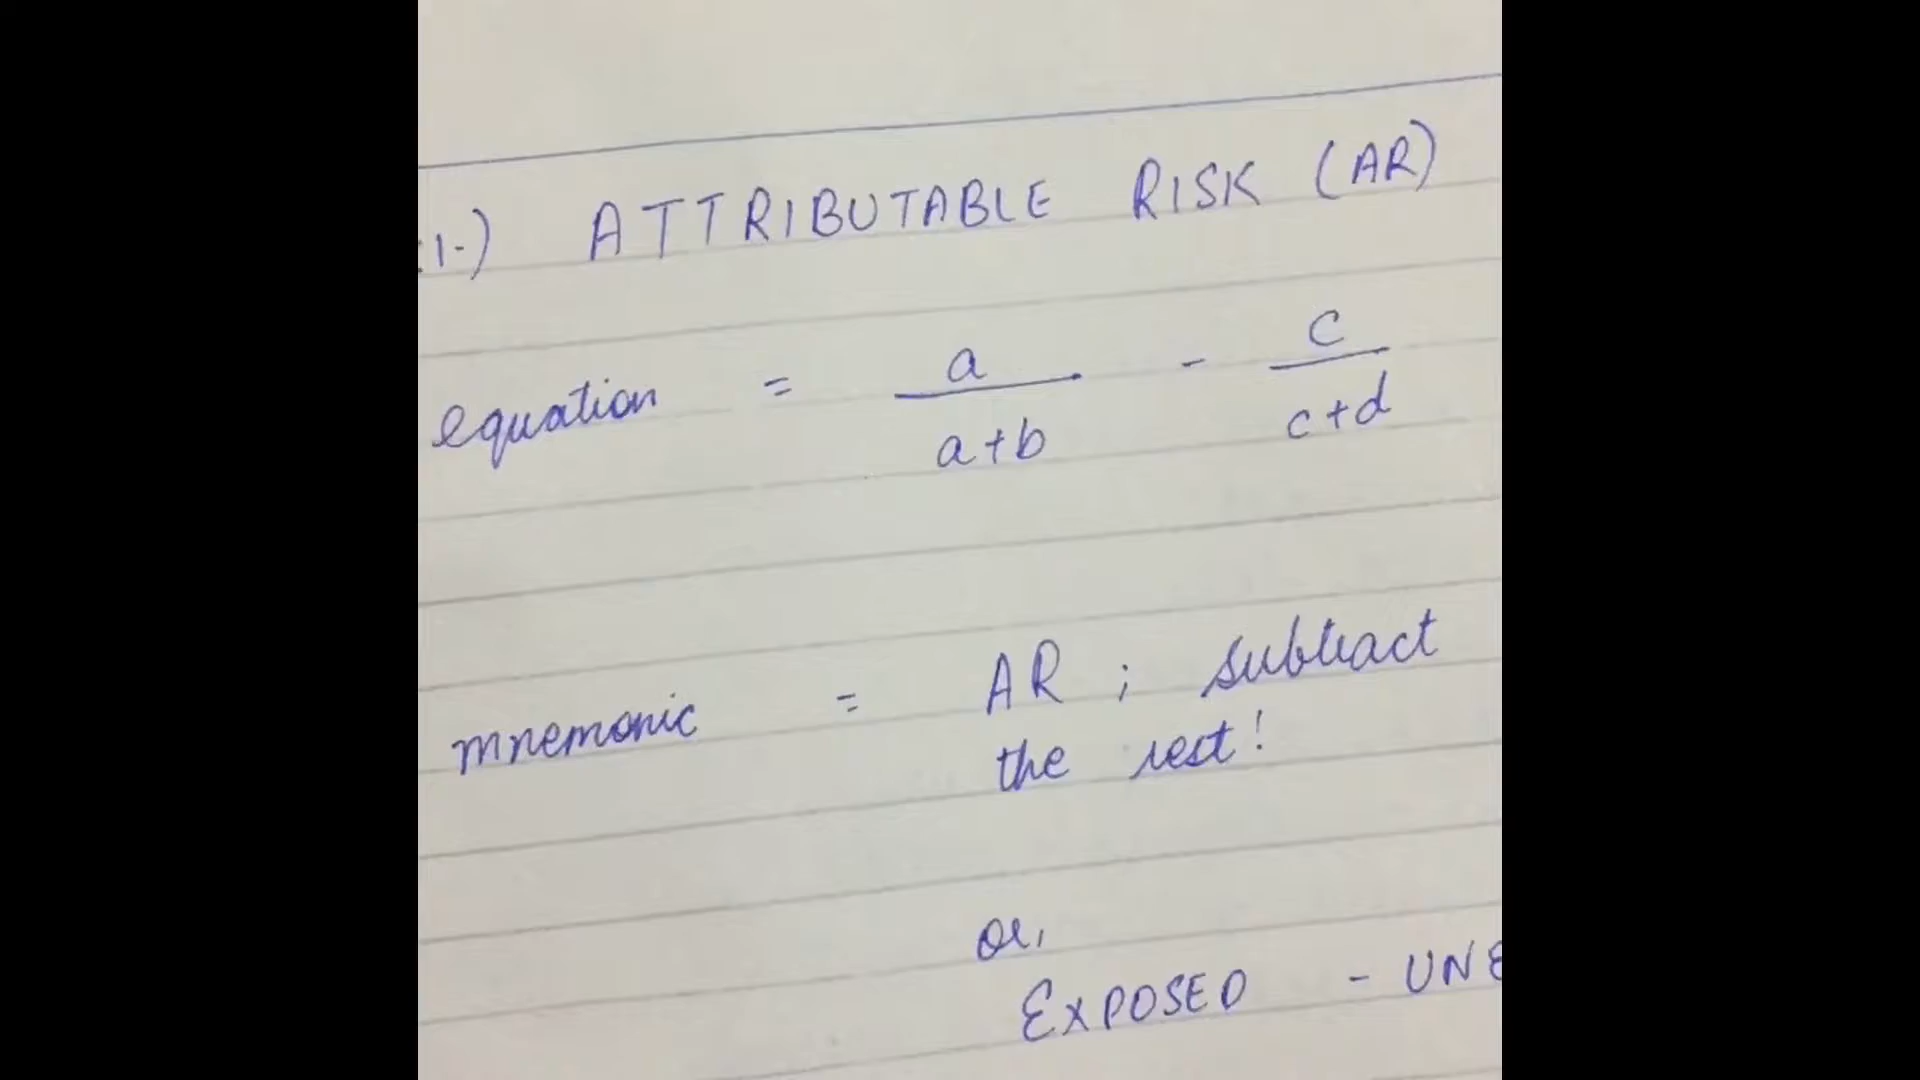 :1-) ATTRIBUTABLE RISK (AR)
equation = a/a+b - c/c+d
mnemonic = AR ; subtract
the rest!
or,
EXPOSED - UNE